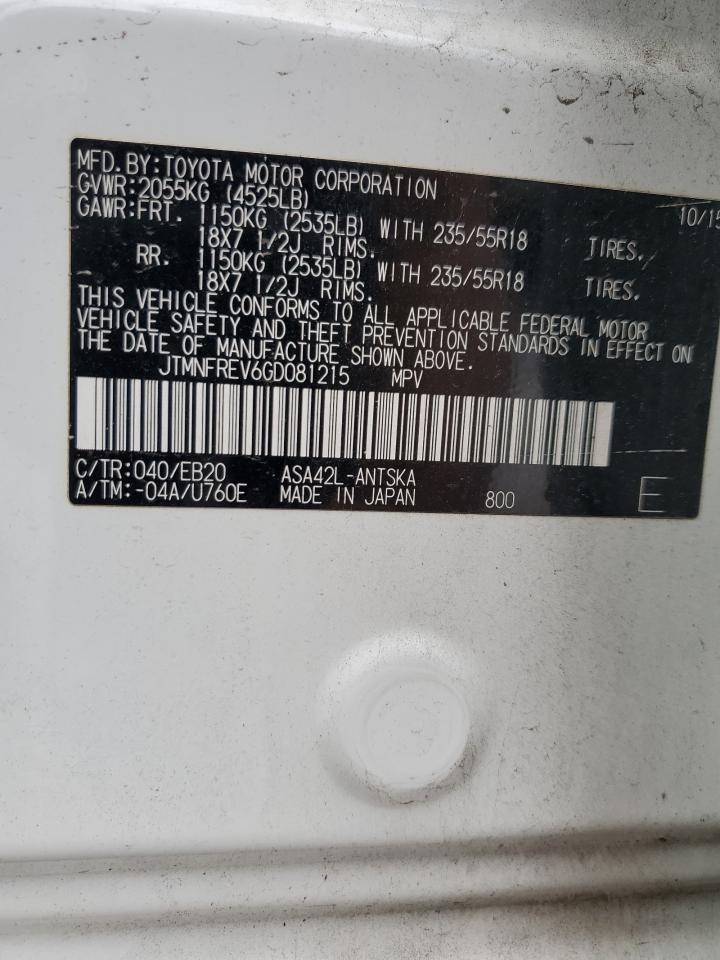 MFD.BY:TOYOTA MOTOR CORPORATION 10/15
GVWR:2055KG (4525LB)
GAWR:FRT. 1150KG (2535LB) WITH 235/55R18 TIRES.
18X7 1/2J RIMS.
RR. 1150KG (2535LB) WITH 235/55R18 TIRES.
18X7 1/2J RIMS.
THIS VEHICLE CONFORMS TO ALL APPLICABLE FEDERAL MOTOR
VEHICLE SAFETY AND THEFT PREVENTION STANDARDS IN EFFECT ON
THE DATE OF MANUFACTURE SHOWN ABOVE.
JTMNFREV6GD081215 MPV
C/TR:040/EB20 ASA42L-ANTSKA
A/TM:-04A/U760E MADE IN JAPAN 800 E